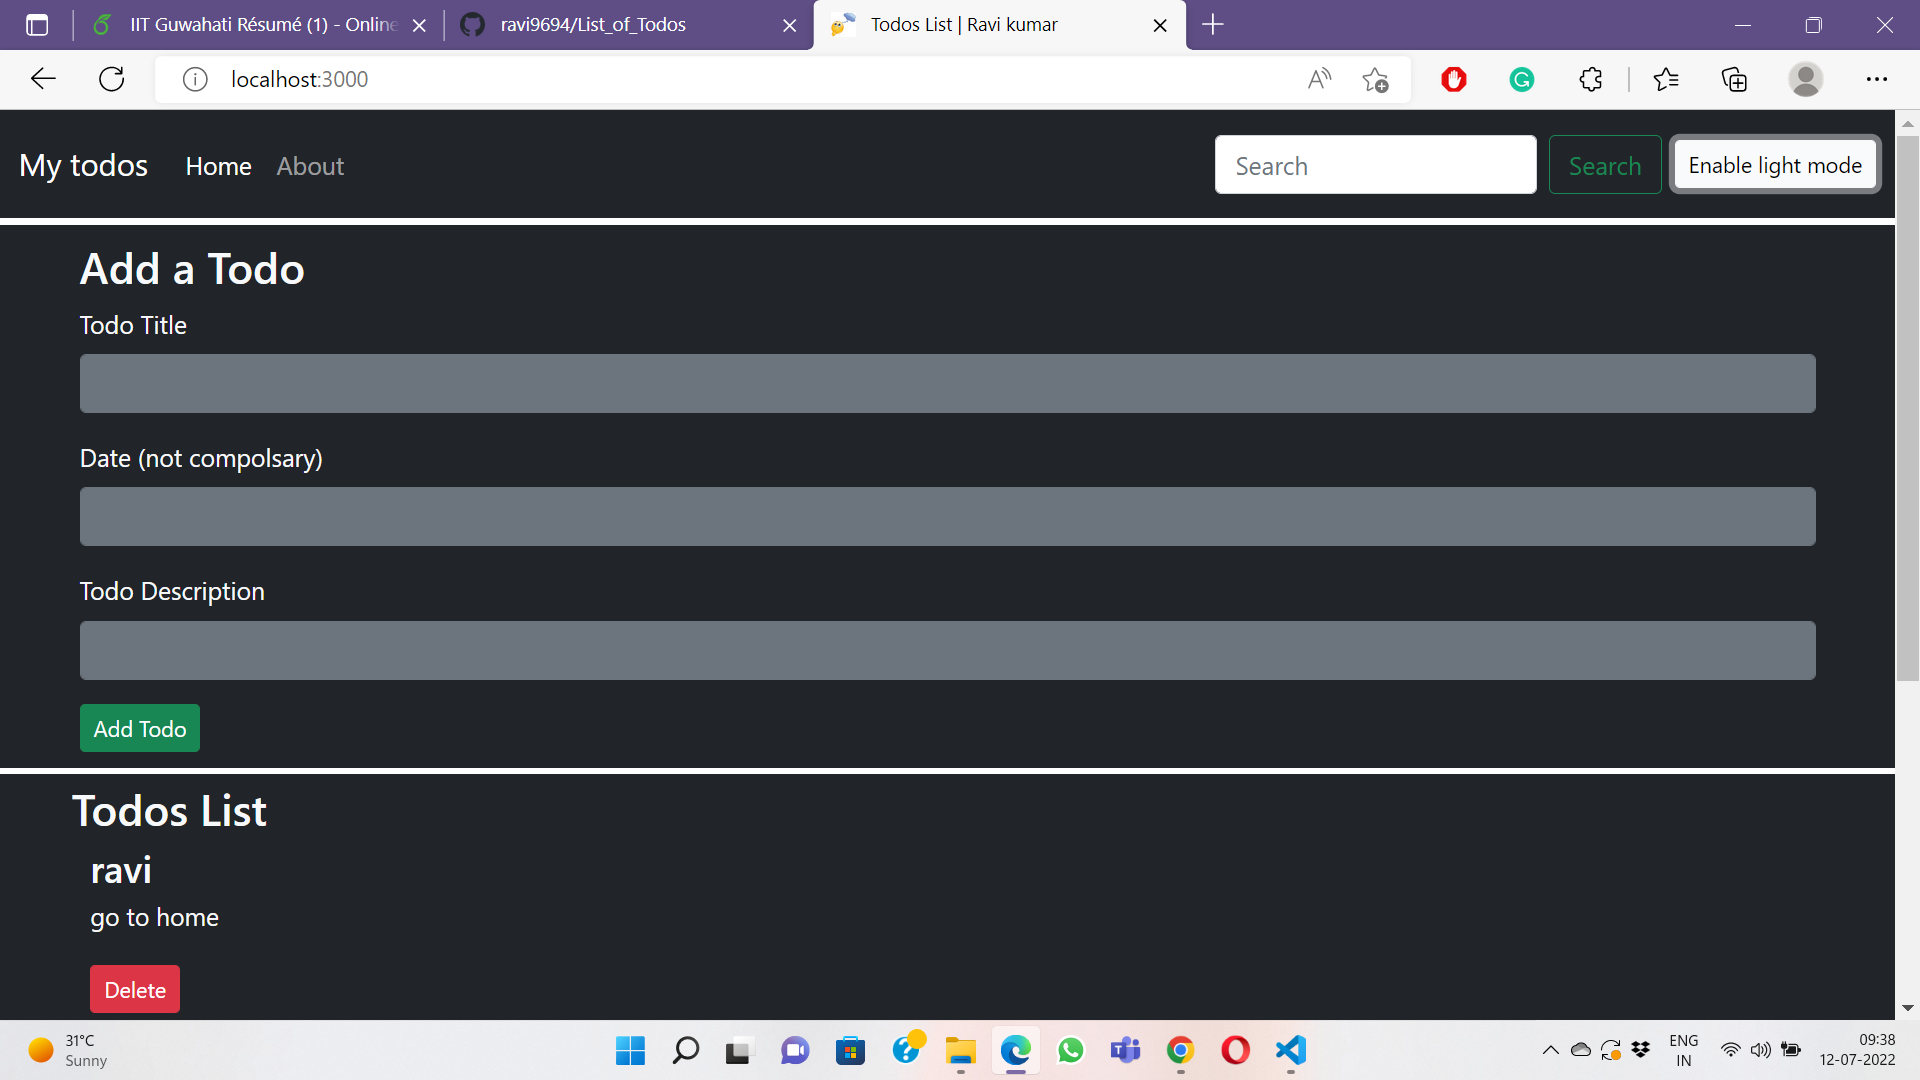 IIT Guwahati Résumé (1) - Online
ravi9694/List_of_Todos
Todos List | Ravi kumar
localhost:3000
My todos
Home
About
Search
Search
Enable light mode
Add a Todo
Todo Title
Date (not compolsary)
Todo Description
Add Todo
Todos List
ravi
go to home
Delete
31°C
Sunny
ENG
IN
09:38
12-07-2022